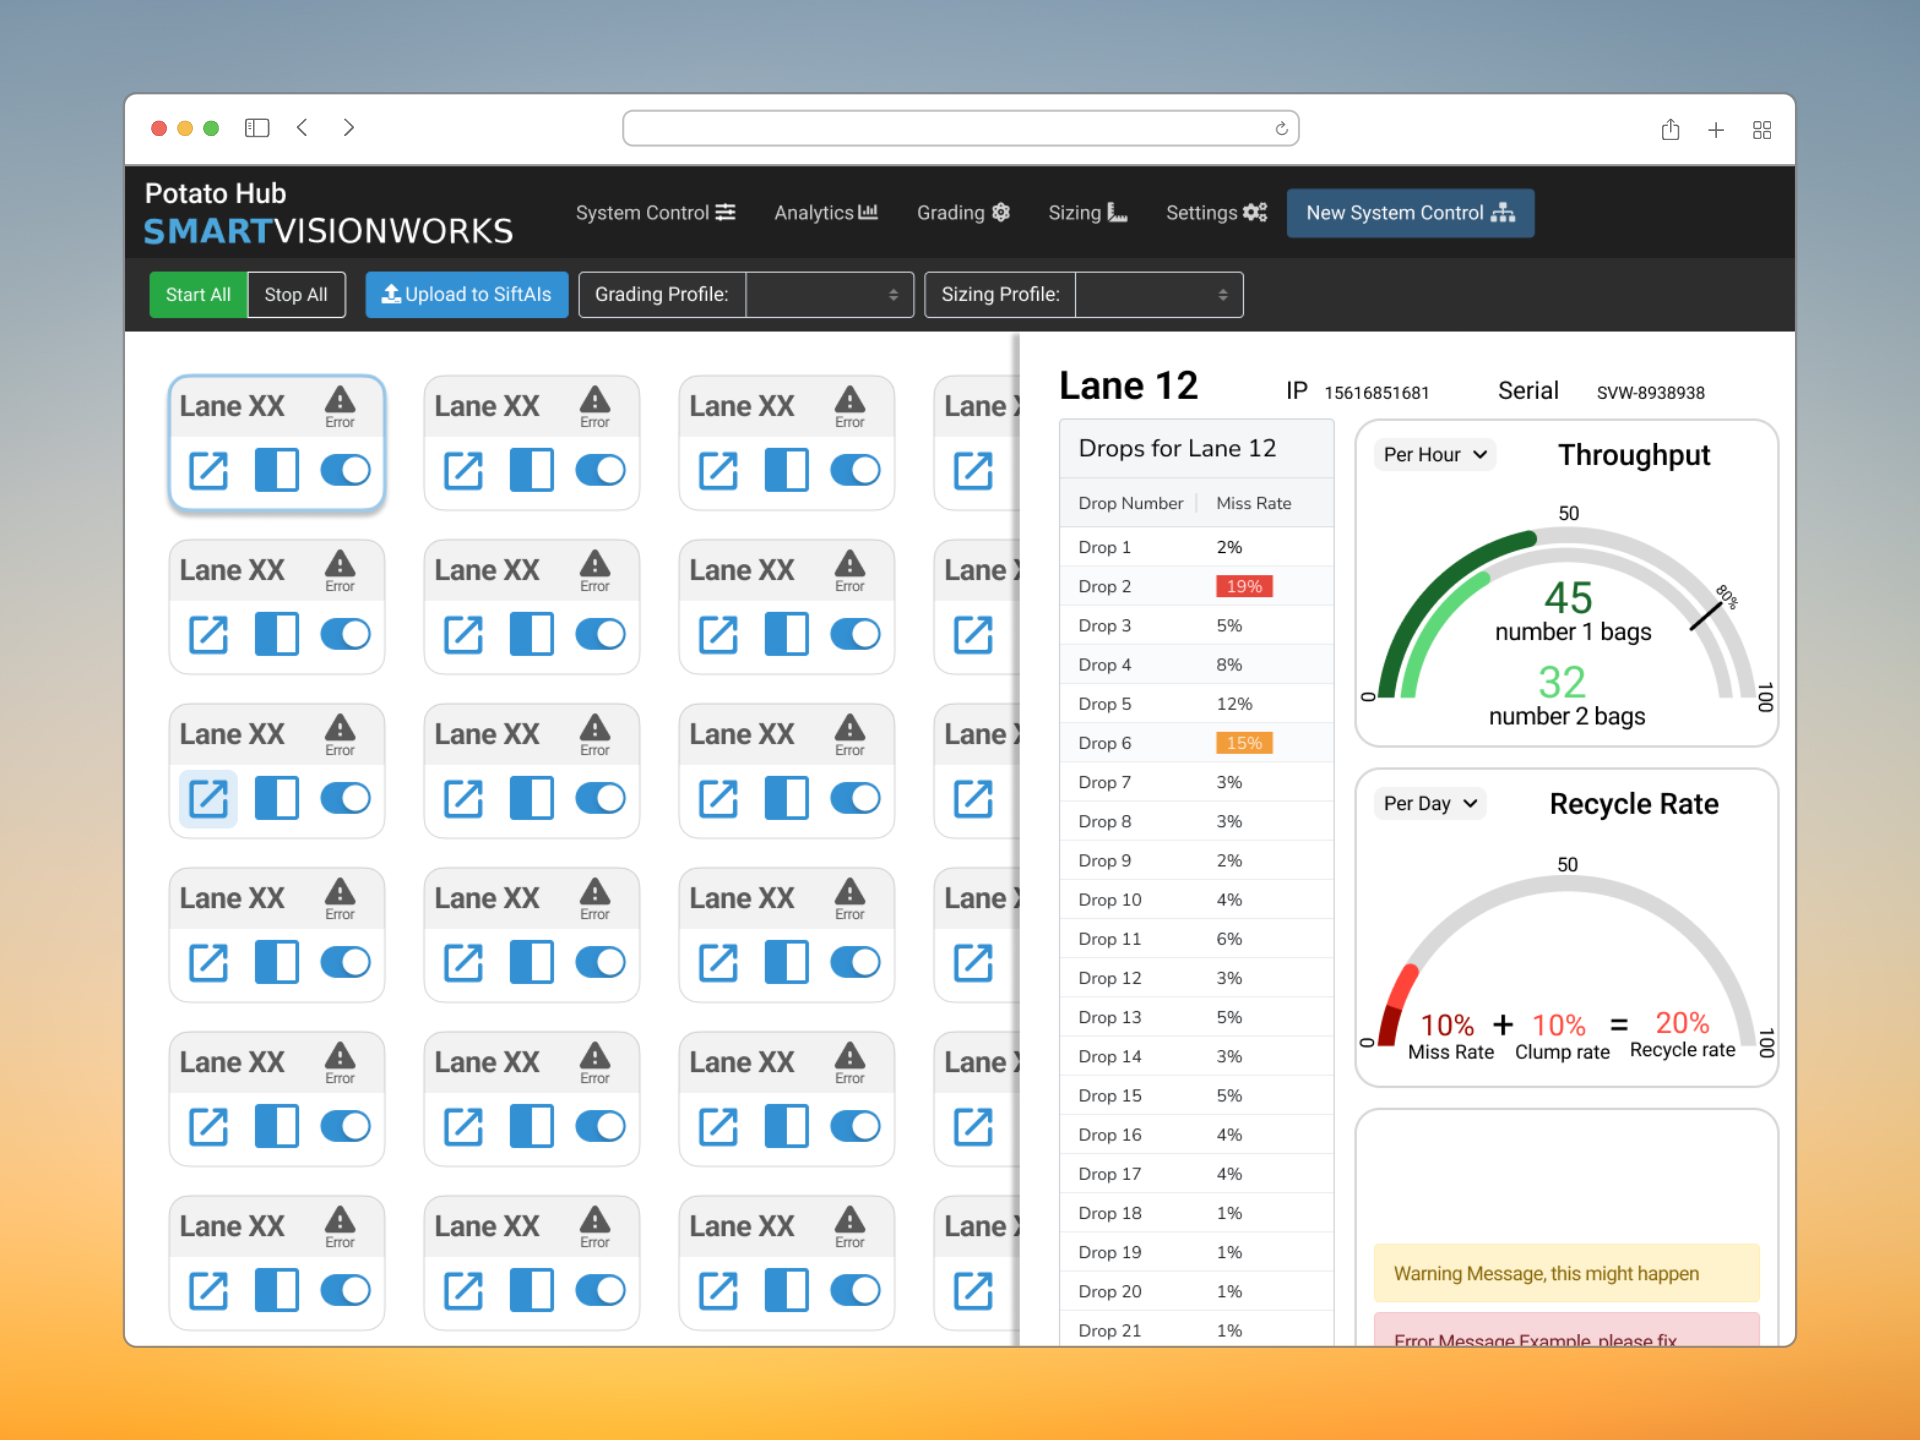 Potato Hub
SMARTVISIONWORKS
System Control
Analytics
Grading
Sizing
Settings
New System Control
Start All
Stop All
Upload to SiftAIs
Grading Profile:
Sizing Profile:
Lane XX Error
Lane XX Error
Lane XX Error
Lane
Lane XX Error
Lane XX Error
Lane XX Error
Lane
Lane XX Error
Lane XX Error
Lane XX Error
Lane
Lane XX Error
Lane XX Error
Lane XX Error
Lane
Lane XX Error
Lane XX Error
Lane XX Error
Lane
Lane XX Error
Lane XX Error
Lane XX Error
Lane
Lane 12
IP 15616851681
Serial SVW-8938938
Drops for Lane 12
Drop Number Miss Rate
Drop 1 2%
Drop 2 19%
Drop 3 5%
Drop 4 8%
Drop 5 12%
Drop 6 15%
Drop 7 3%
Drop 8 3%
Drop 9 2%
Drop 10 4%
Drop 11 6%
Drop 12 3%
Drop 13 5%
Drop 14 3%
Drop 15 5%
Drop 16 4%
Drop 17 4%
Drop 18 1%
Drop 19 1%
Drop 20 1%
Drop 21 1%
Per Hour
Throughput
50
80%
45
number 1 bags
32
number 2 bags
0
100
Per Day
Recycle Rate
50
10% + 10% = 20%
Miss Rate Clump rate Recycle rate
0
100
Warning Message, this might happen
Error Message Example, please fix